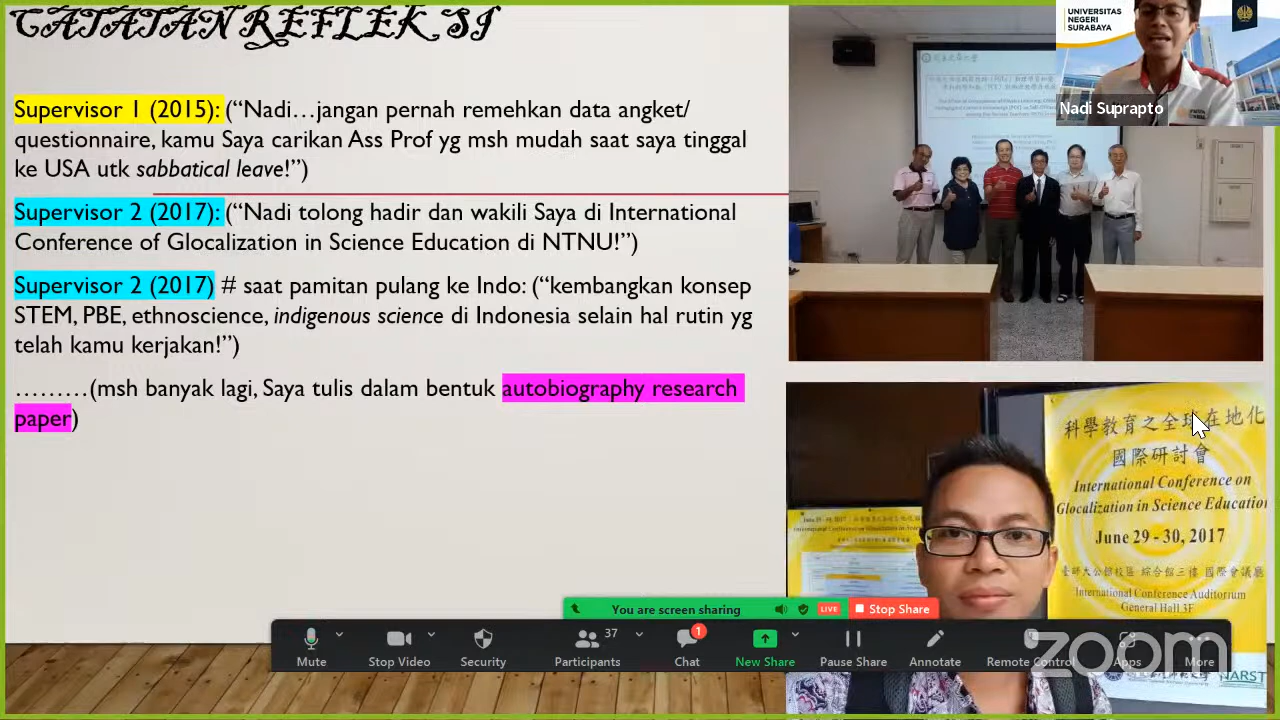 CATATAN REFLEK SI
Supervisor 1 (2015): (“Nadi…jangan pernah remehkan data angket/
questionnaire, kamu Saya carikan Ass Prof yg msh mudah saat saya tinggal
ke USA utk sabbatical leave!”)
Supervisor 2 (2017): (“Nadi tolong hadir dan wakili Saya di International
Conference of Glocalization in Science Education di NTNU!”)
Supervisor 2 (2017) # saat pamitan pulang ke Indo: (“kembangkan konsep
STEM, PBE, ethnoscience, indigenous science di Indonesia selain hal rutin yg
telah kamu kerjakan!”)
………(msh banyak lagi, Saya tulis dalam bentuk autobiography research
paper)
UNIVERSITAS
NEGERI
SURABAYA
Nadi Suprapto
科學教育之全球在地化
國際研討會
International Conference on
Glocalization in Science Education
June 29 - 30, 2017
International Conference Auditorium
General Hall 3F
June 29-30, 2017
You are screen sharing
LIVE
Stop Share
Mute
Stop Video
Security
37
Participants
1
Chat
New Share
Pause Share
Annotate
Remote Control
Apps
More
zoom
NARST